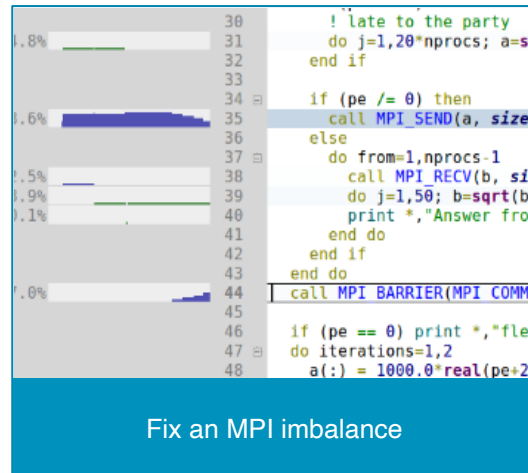 30 ! late to the party
.8% 31 do j=1,20*nprocs; a=s
32 end if
33
34 if (pe /= 0) then
.6% 35 call MPI_SEND(a, size
36 else
37 do from=1,nprocs-1
2.5% 38 call MPI_RECV(b, si
3.9% 39 do j=1,50; b=sqrt(b
0.1% 40 print *,"Answer fro
41 end do
42 end if
43 end do
7.0% 44 call MPI_BARRIER(MPI_COMM
45
46 if (pe == 0) print *,"fle
47 do iterations=1,2
48 a(:) = 1000.0*real(pe+2
Fix an MPI imbalance